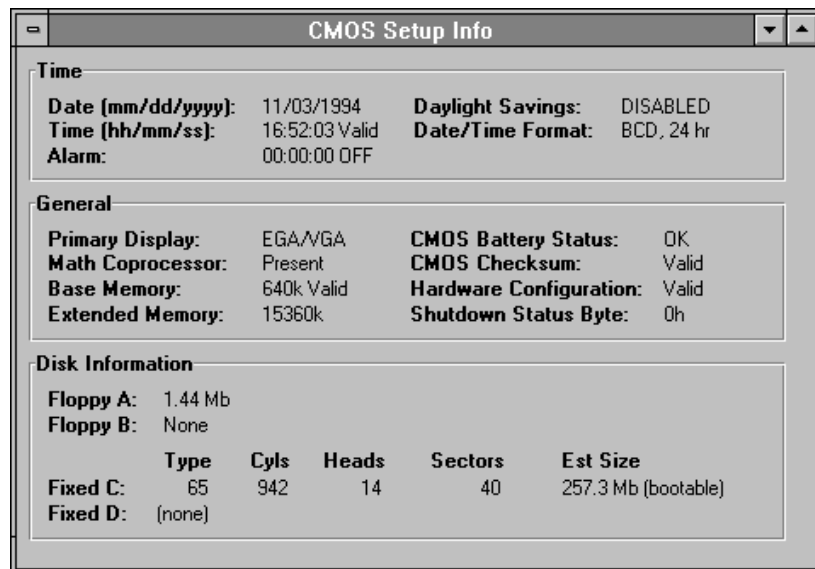 CMOS Setup Info
Time
Date (mm/dd/yyyy): 11/03/1994 Daylight Savings: DISABLED
Time (hh/mm/ss): 16:52:03 Valid Date/Time Format: BCD, 24 hr
Alarm: 00:00:00 OFF
General
Primary Display: EGA/VGA CMOS Battery Status: OK
Math Coprocessor: Present CMOS Checksum: Valid
Base Memory: 640k Valid Hardware Configuration: Valid
Extended Memory: 15360k Shutdown Status Byte: 0h
Disk Information
Floppy A: 1.44 Mb
Floppy B: None
Type Cyls Heads Sectors Est Size
Fixed C: 65 942 14 40 257.3 Mb (bootable)
Fixed D: (none)